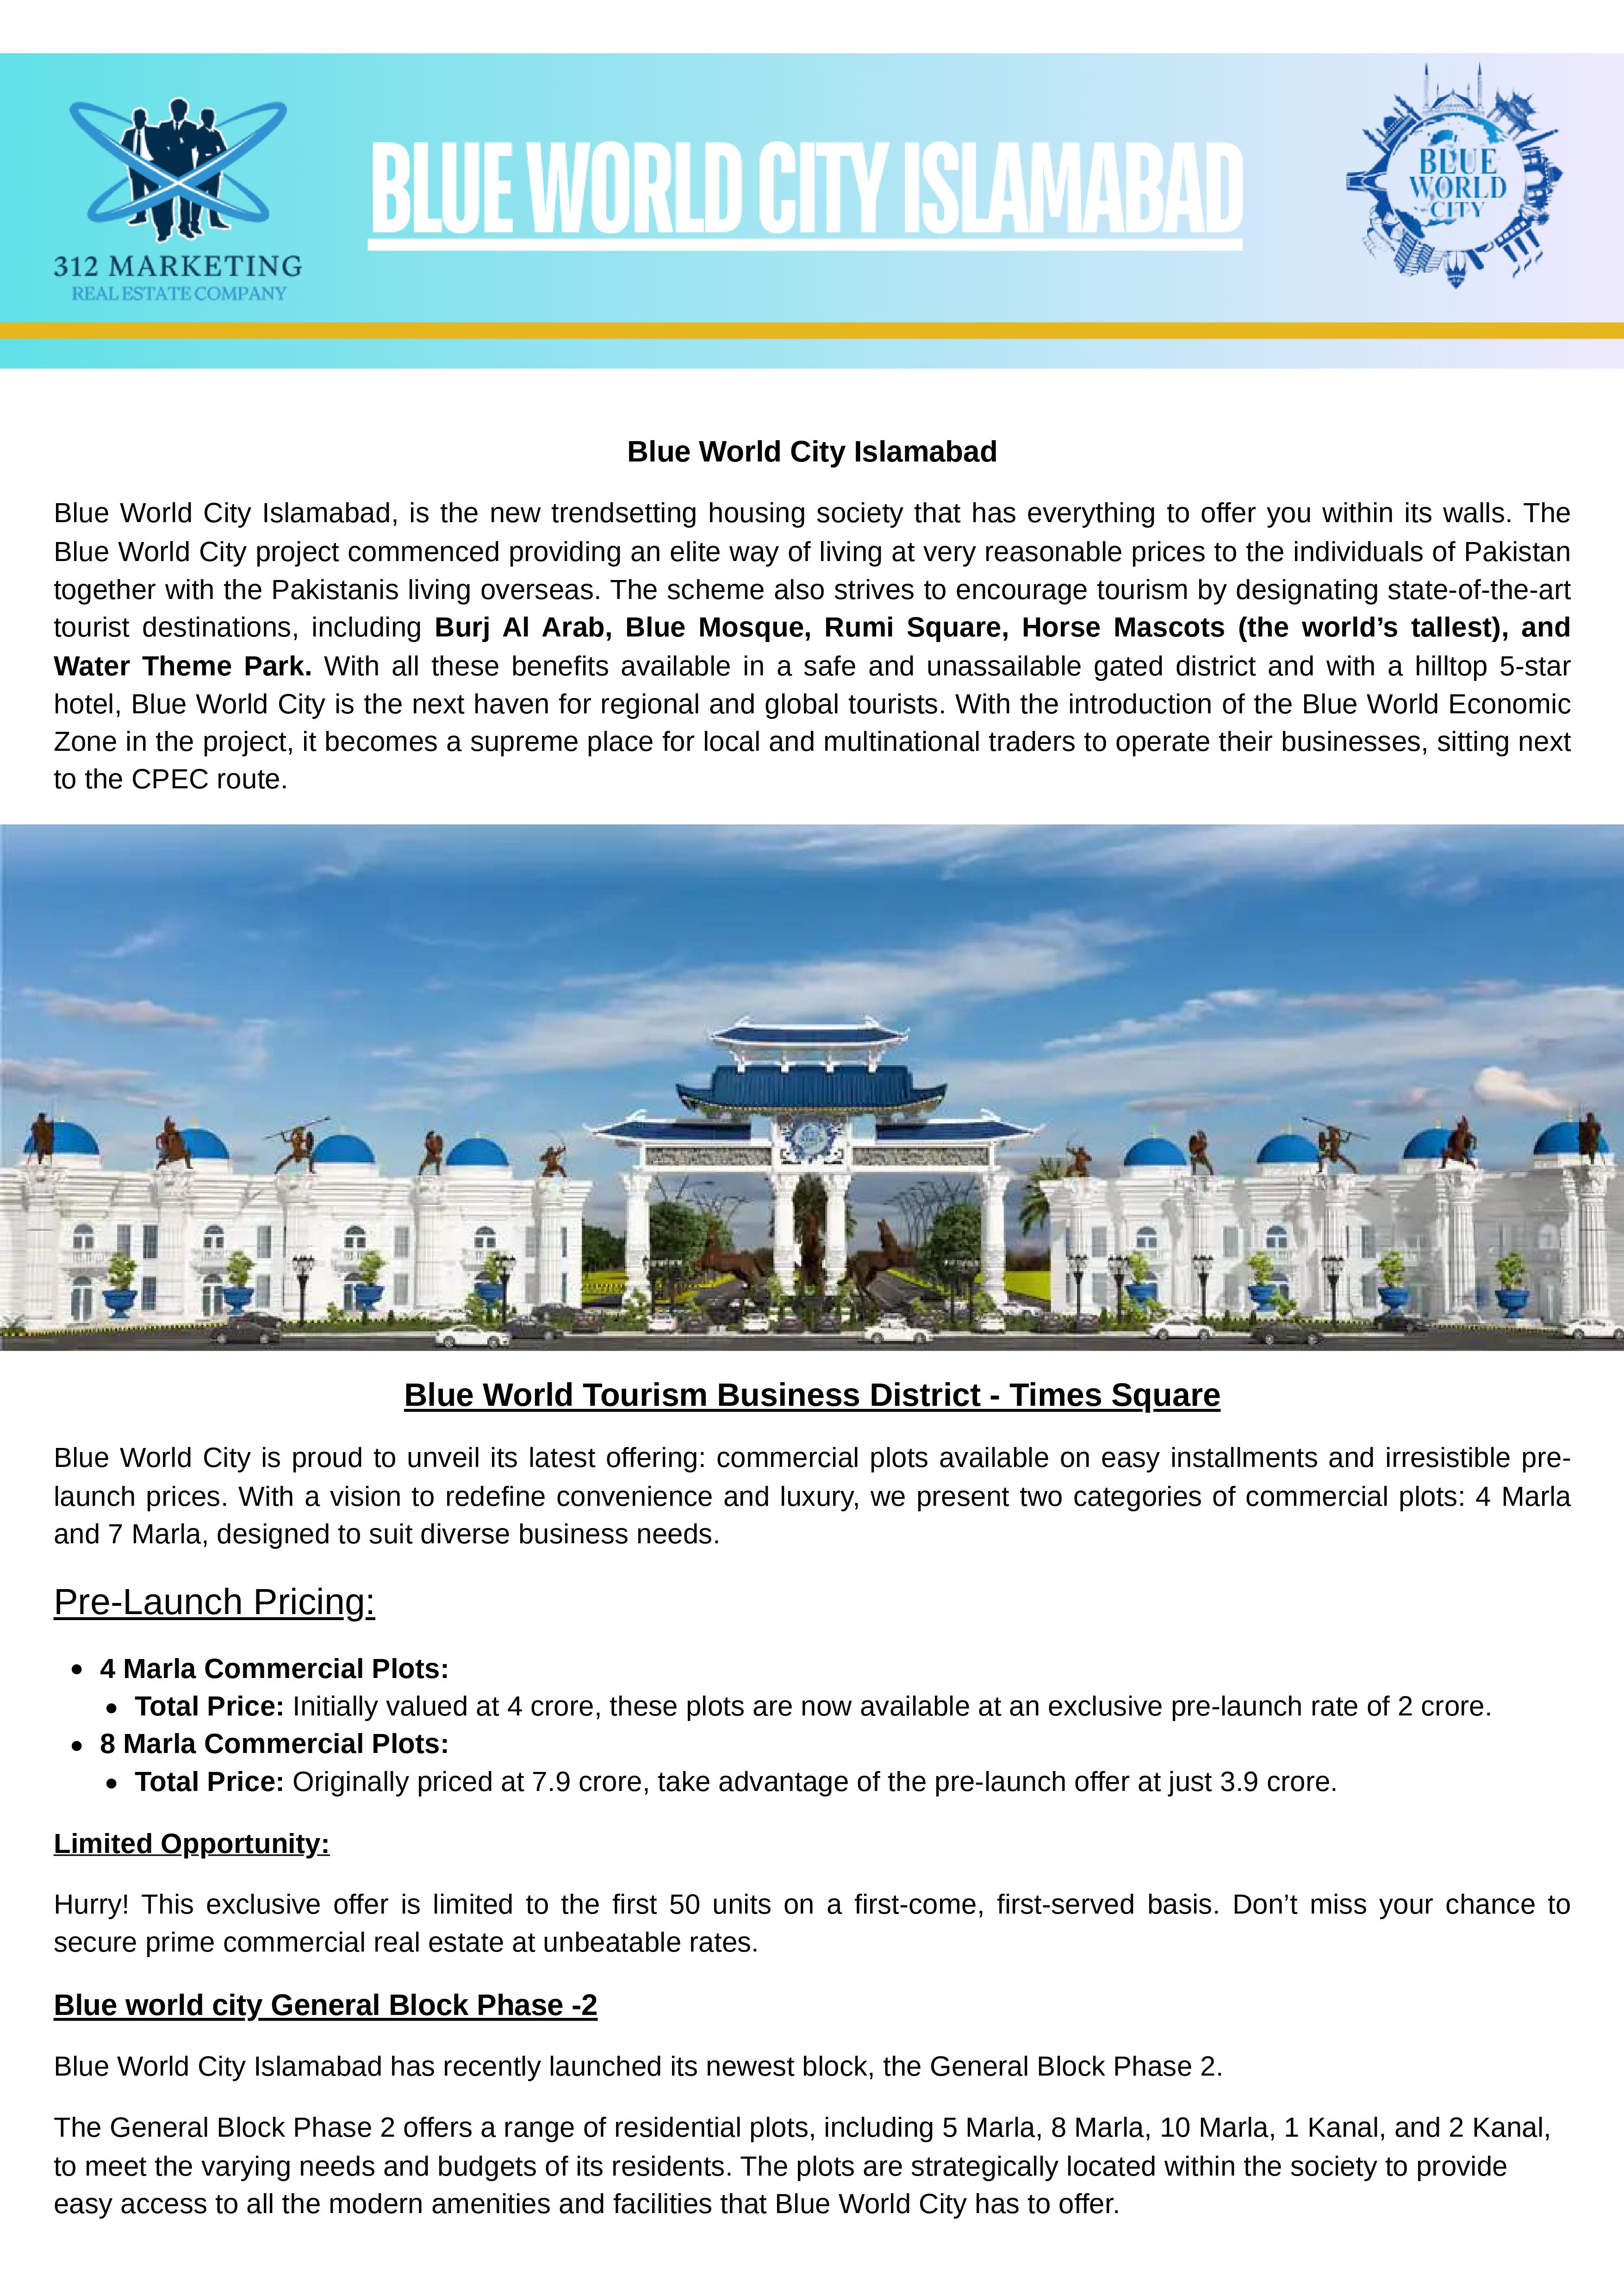 312 MARKETING
REAL ESTATE COMPANY
BLUE WORLD CITY ISLAMABAD
BLUE
WORLD
CITY
Blue World City Islamabad
Blue World City Islamabad, is the new trendsetting housing society that has everything to offer you within its walls. The
Blue World City project commenced providing an elite way of living at very reasonable prices to the individuals of Pakistan
together with the Pakistanis living overseas. The scheme also strives to encourage tourism by designating state-of-the-art
tourist destinations, including Burj Al Arab, Blue Mosque, Rumi Square, Horse Mascots (the world’s tallest), and
Water Theme Park. With all these benefits available in a safe and unassailable gated district and with a hilltop 5-star
hotel, Blue World City is the next haven for regional and global tourists. With the introduction of the Blue World Economic
Zone in the project, it becomes a supreme place for local and multinational traders to operate their businesses, sitting next
to the CPEC route.
Blue World Tourism Business District - Times Square
Blue World City is proud to unveil its latest offering: commercial plots available on easy installments and irresistible pre-
launch prices. With a vision to redefine convenience and luxury, we present two categories of commercial plots: 4 Marla
and 7 Marla, designed to suit diverse business needs.
Pre-Launch Pricing:
• 4 Marla Commercial Plots:
• Total Price: Initially valued at 4 crore, these plots are now available at an exclusive pre-launch rate of 2 crore.
• 8 Marla Commercial Plots:
• Total Price: Originally priced at 7.9 crore, take advantage of the pre-launch offer at just 3.9 crore.
Limited Opportunity:
Hurry! This exclusive offer is limited to the first 50 units on a first-come, first-served basis. Don’t miss your chance to
secure prime commercial real estate at unbeatable rates.
Blue world city General Block Phase -2
Blue World City Islamabad has recently launched its newest block, the General Block Phase 2.
The General Block Phase 2 offers a range of residential plots, including 5 Marla, 8 Marla, 10 Marla, 1 Kanal, and 2 Kanal,
to meet the varying needs and budgets of its residents. The plots are strategically located within the society to provide
easy access to all the modern amenities and facilities that Blue World City has to offer.